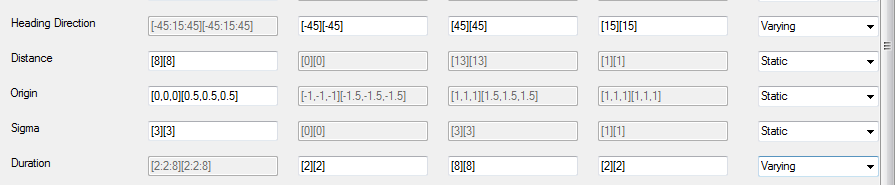 Heading Direction [-45:15:45][-45:15:45] [-45][-45] [45][45] [15][15] Varying
Distance [8][8] [0][0] [13][13] [1][1] Static
Origin [0,0,0][0.5,0.5,0.5] [-1,-1,-1][-1.5,-1.5,-1.5] [1,1,1][1.5,1.5,1.5] [1,1,1][1,1,1] Static
Sigma [3][3] [0][0] [3][3] [1][1] Static
Duration [2:2:8][2:2:8] [2][2] [8][8] [2][2] Varying